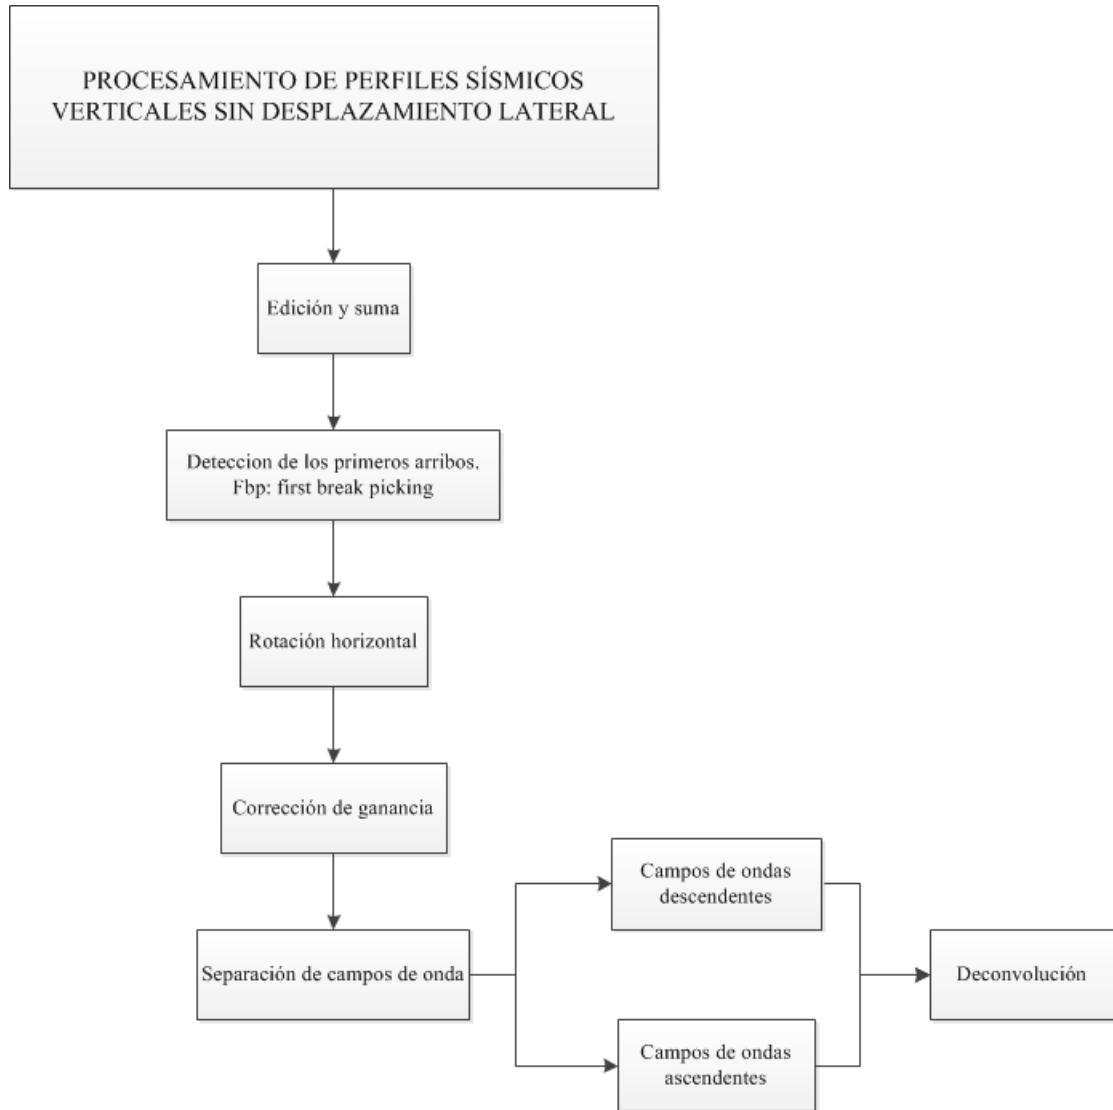 PROCESAMIENTO DE PERFILES SÍSMICOS
VERTICALES SIN DESPLAZAMIENTO LATERAL
Edición y suma
Deteccion de los primeros arribos.
Fbp: first break picking
Rotación horizontal
Corrección de ganancia
Separación de campos de onda
Campos de ondas
descendentes
Campos de ondas
ascendentes
Deconvolución